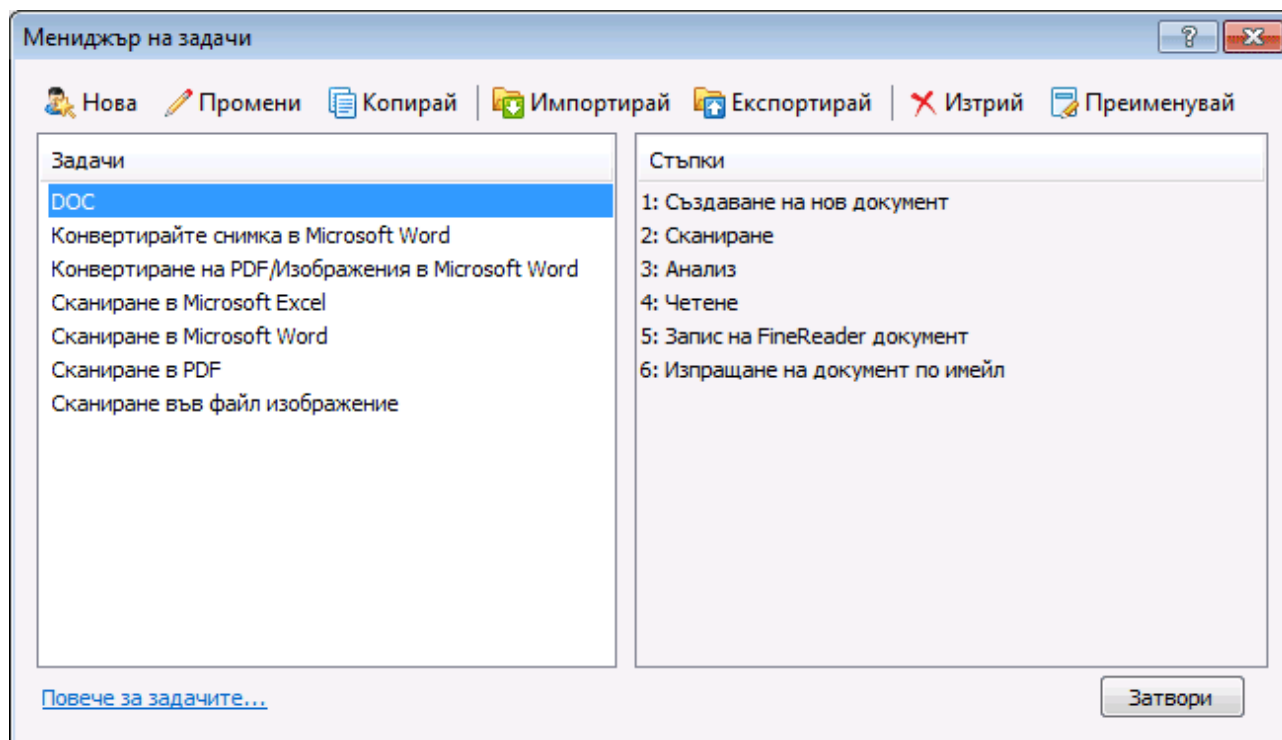 Мениджър на задачи
Нова Промени Копирай Импортирай Експортирай Изтрий Преименувай
Задачи
DOC
Конвертирайте снимка в Microsoft Word
Конвертиране на PDF/Изображения в Microsoft Word
Сканиране в Microsoft Excel
Сканиране в Microsoft Word
Сканиране в PDF
Сканиране във файл изображение
Стъпки
1: Създаване на нов документ
2: Сканиране
3: Анализ
4: Четене
5: Запис на FineReader документ
6: Изпращане на документ по имейл
Повече за задачите...
Затвори